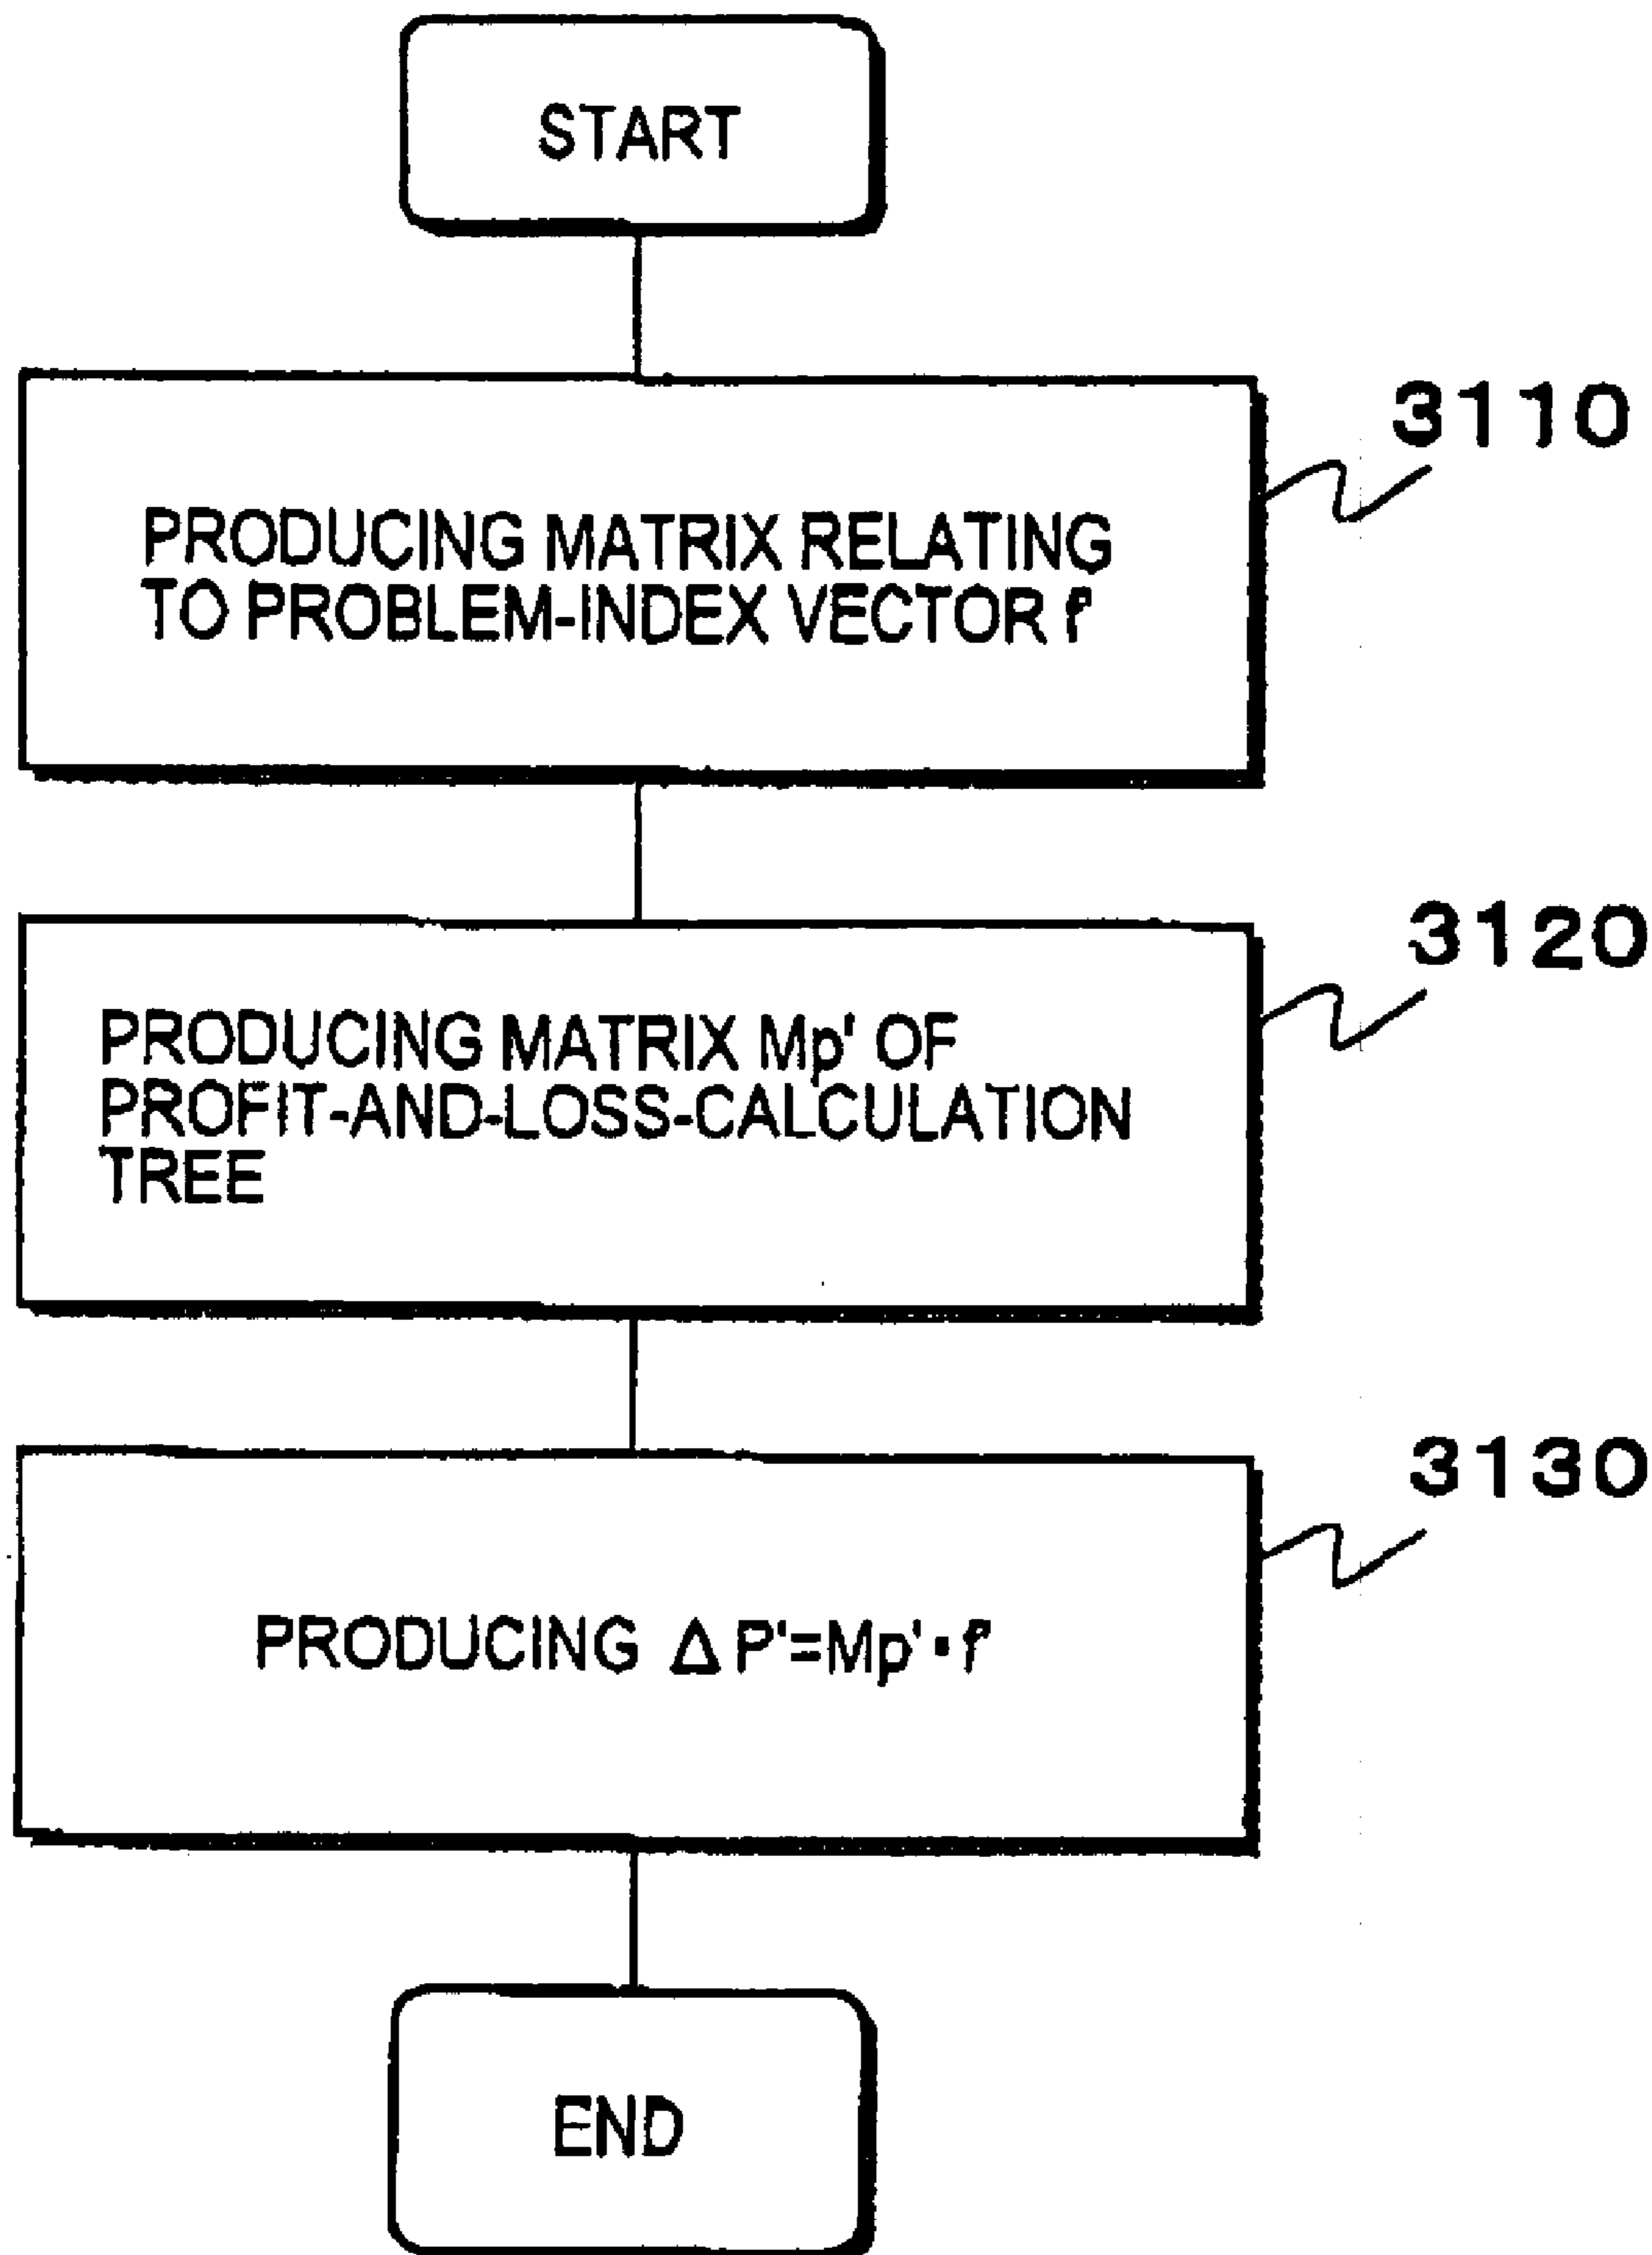 START
3110
PRODUCING MATRIX RELATING
TO PROBLEM-INDEX VECTOR f'
3120
PRODUCING MATRIX Mp' OF
PROFIT-AND-LOSS-CALCULATION
TREE
3130
PRODUCING Δ P'=Mp'·f'
END